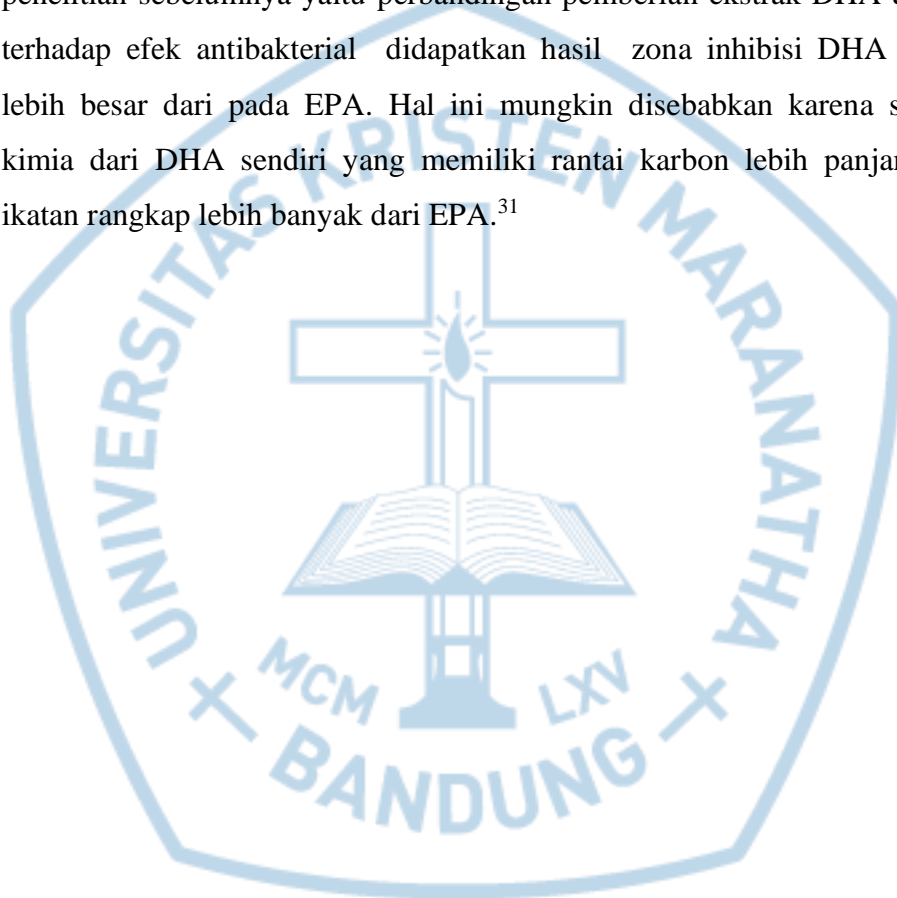 terhadap efek antibakterial didapatkan hasil zona inhibisi DHA
lebih besar dari pada EPA. Hal ini mungkin disebabkan karena
kimia dari DHA sendiri yang memiliki rantai karbon lebih
ikatan rangkap lebih banyak dari EPA.31
UNIVERSITAS KRISTEN MARANATHA
MCM LXV
BANDUNG